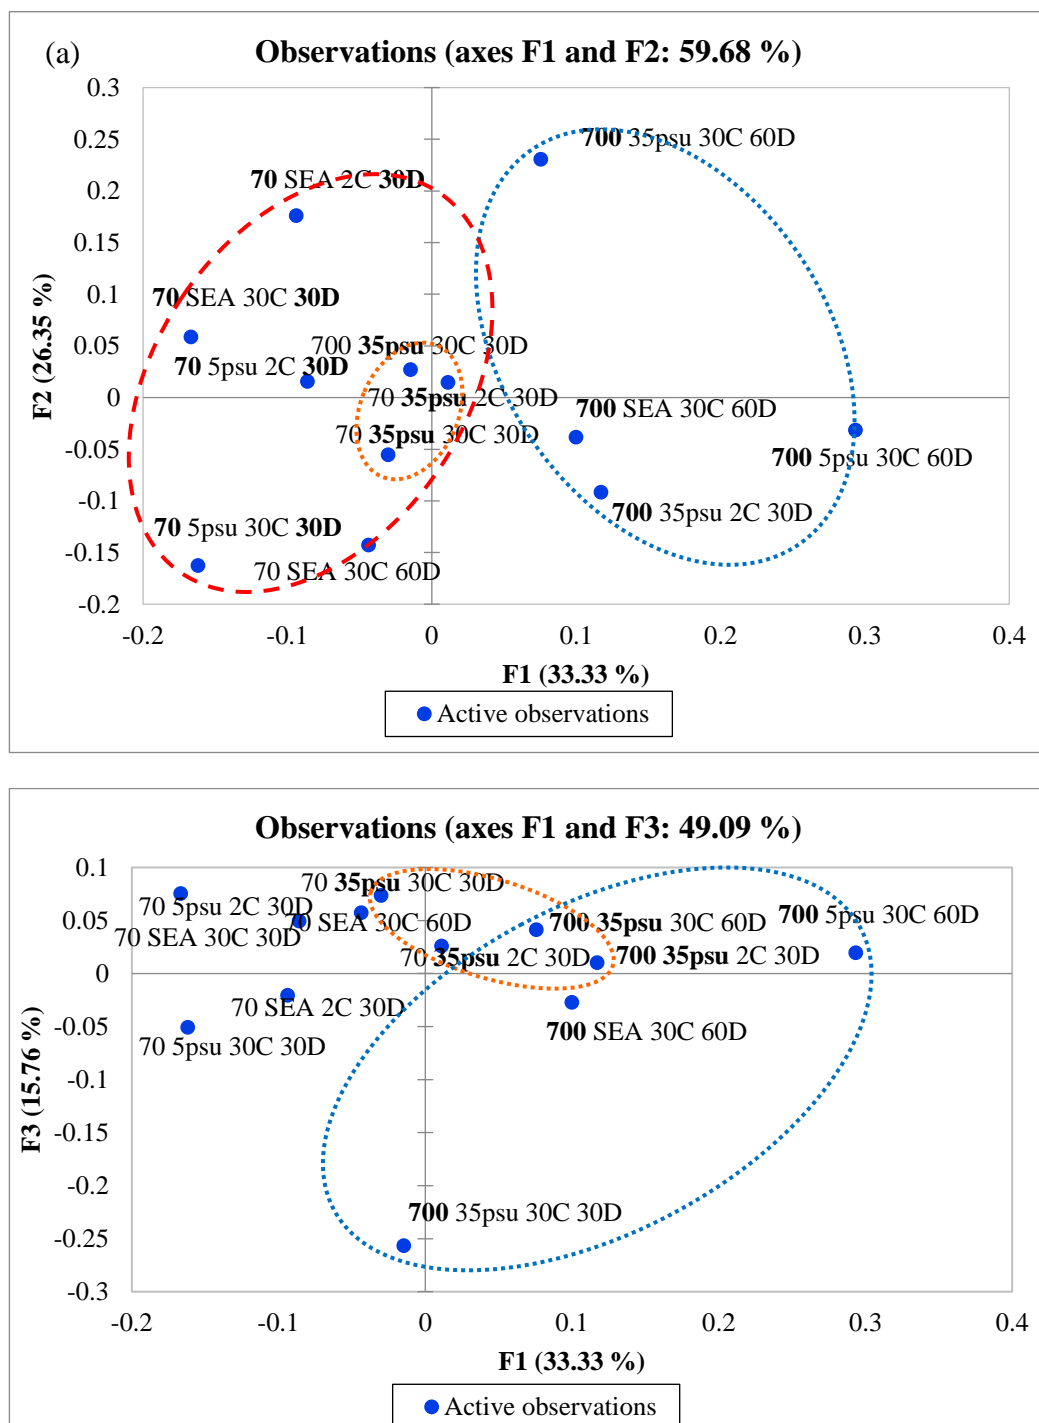 (a)
Observations (axes F1 and F2: 59.68 %)
0.3
0.25
0.2
0.15
0.1
0.05
0
-0.05
-0.1
-0.15
-0.2
F2 (26.35 %)
700 35psu 30C 60D
70 SEA 2C 30D
70 SEA 30C 30D
700 35psu 30C 30D
70 5psu 2C 30D
70 35psu 2C 30D
700 SEA 30C 60D
70 35psu 30C 30D
700 5psu 30C 60D
700 35psu 2C 30D
70 5psu 30C 30D
70 SEA 30C 60D
-0.2 -0.1 0 0.1 0.2 0.3 0.4
F1 (33.33 %)
Active observations
Observations (axes F1 and F3: 49.09 %)
0.1
0.05
0
-0.05
-0.1
-0.15
-0.2
-0.25
-0.3
F3 (15.76 %)
70 35psu 30C 30D
70 5psu 2C 30D
700 5psu 30C 60D
70 SEA 30C 60D
700 35psu 30C 60D
70 SEA 30C 30D
70 35psu 2C 30D
700 35psu 2C 30D
70 SEA 2C 30D
700 SEA 30C 60D
70 5psu 30C 30D
700 35psu 30C 30D
-0.2 -0.1 0 0.1 0.2 0.3 0.4
F1 (33.33 %)
Active observations